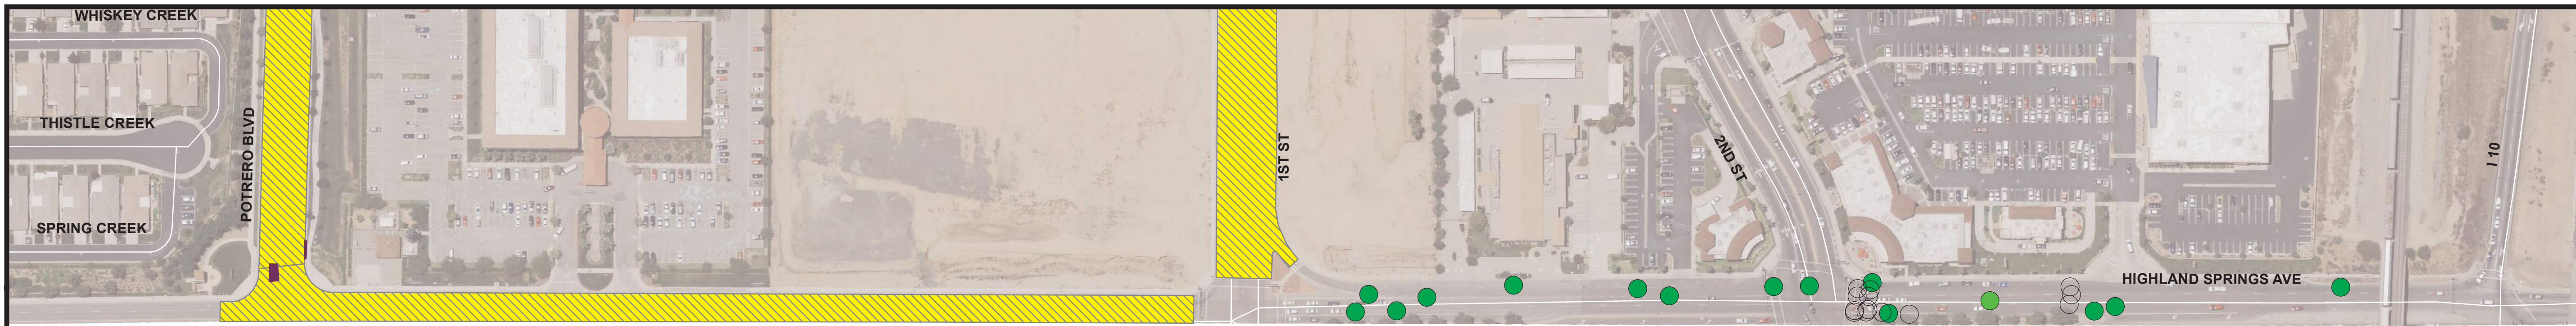 WHISKEY CREEK
THISTLE CREEK
SPRING CREEK
POTRERO BLVD
1ST ST
2ND ST
HIGHLAND SPRINGS AVE
I 10